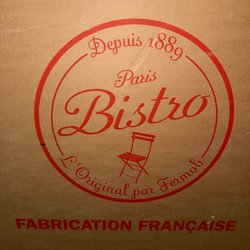 Depuis 1889
Paris
Bistro
L'Original par Fermob
FABRICATION FRANÇAISE